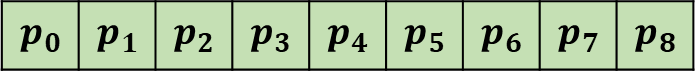 p₀ p₁ p₂ p₃ p₄ p₅ p₆ p₇ p₈